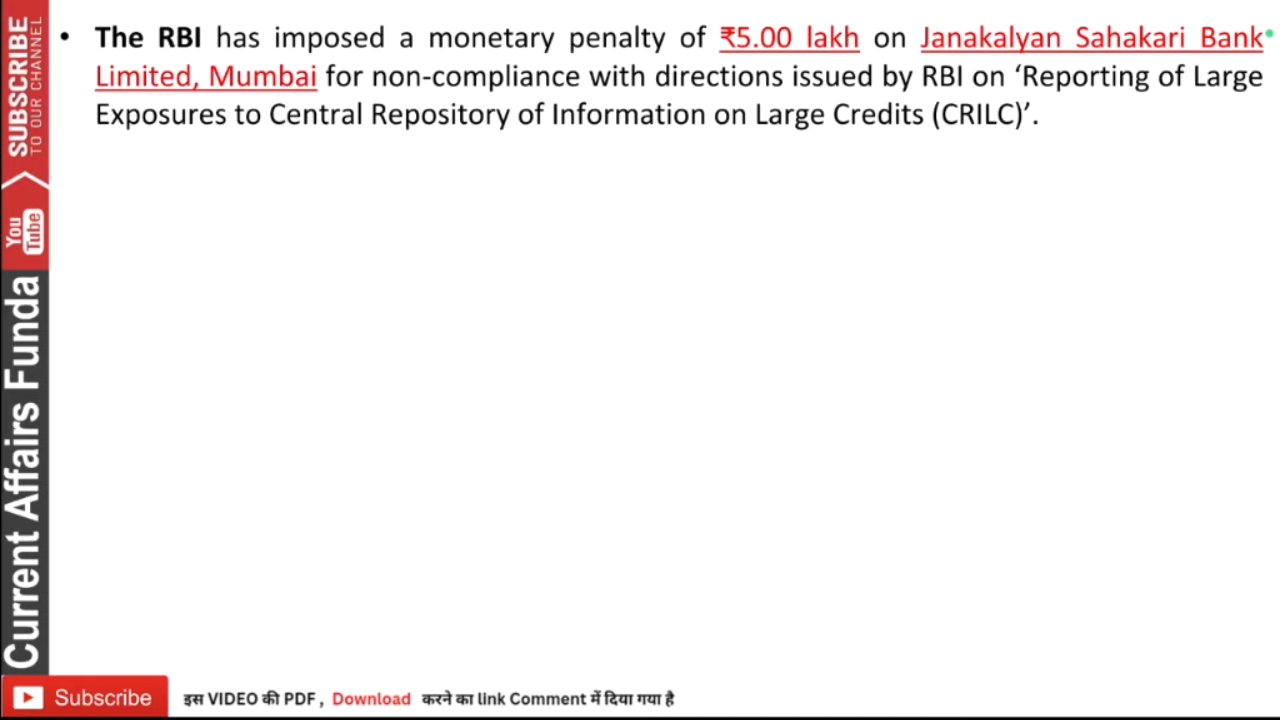 • The RBI has imposed a monetary penalty of ₹5.00 lakh on Janakalyan Sahakari Bank
Limited, Mumbai for non-compliance with directions issued by RBI on ‘Reporting of Large
Exposures to Central Repository of Information on Large Credits (CRILC)’.
SUBSCRIBE
TO OUR CHANNEL
You
Tube
Current Affairs Funda
Subscribe
इस VIDEO की PDF , Download करने का link Comment में दिया गया है